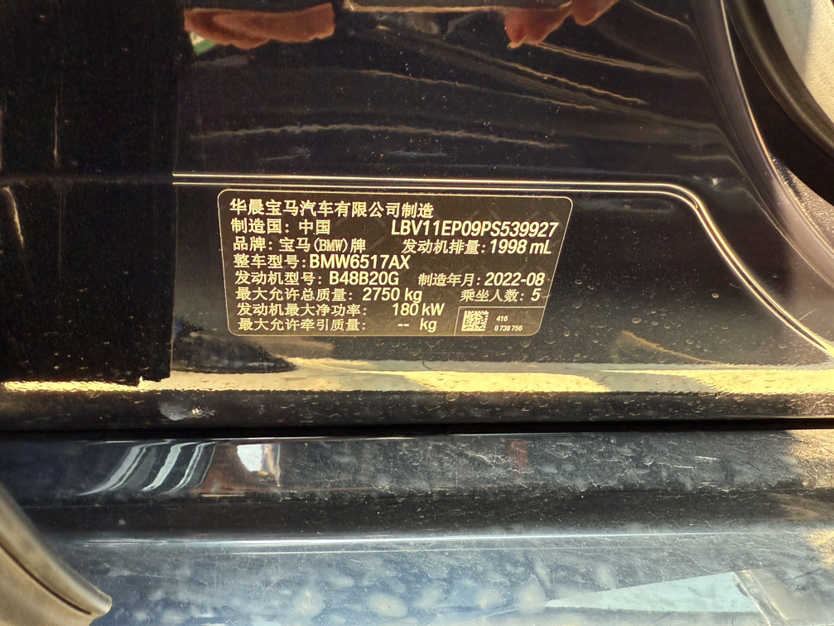 华晨宝马汽车有限公司制造
制造国：中国 LBV11EP09PS539927
品牌：宝马(BMW)牌 发动机排量：1998 mL
整车型号：BMW6517AX
发动机型号：B48B20G 制造年月：2022-08
最大允许总质量：2750 kg 乘坐人数：5
发动机最大净功率：180 kW
最大允许牵引质量：-- kg
416
6 738 756